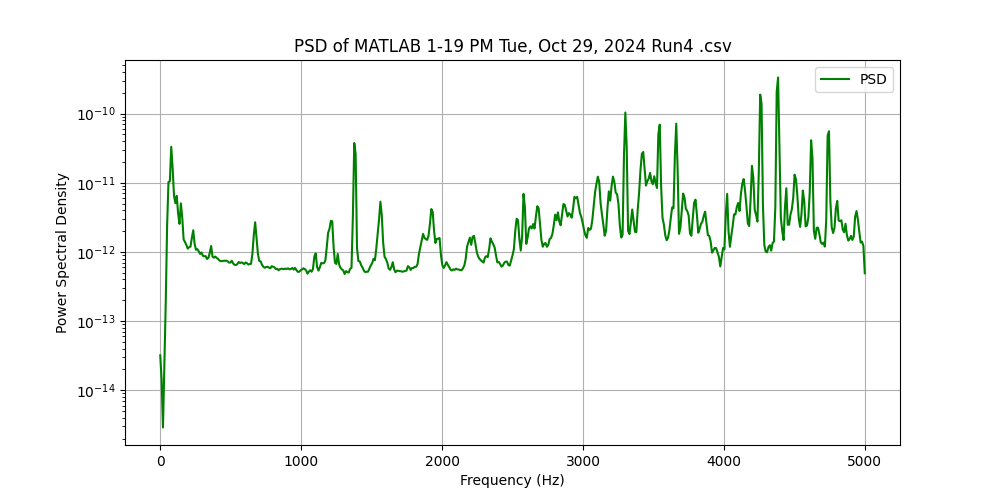 PSD of MATLAB 1-19 PM Tue, Oct 29, 2024 Run4 .csv
PSD
Power Spectral Density
10⁻¹⁰
10⁻¹¹
10⁻¹²
10⁻¹³
10⁻¹⁴
0 1000 2000 3000 4000 5000
Frequency (Hz)